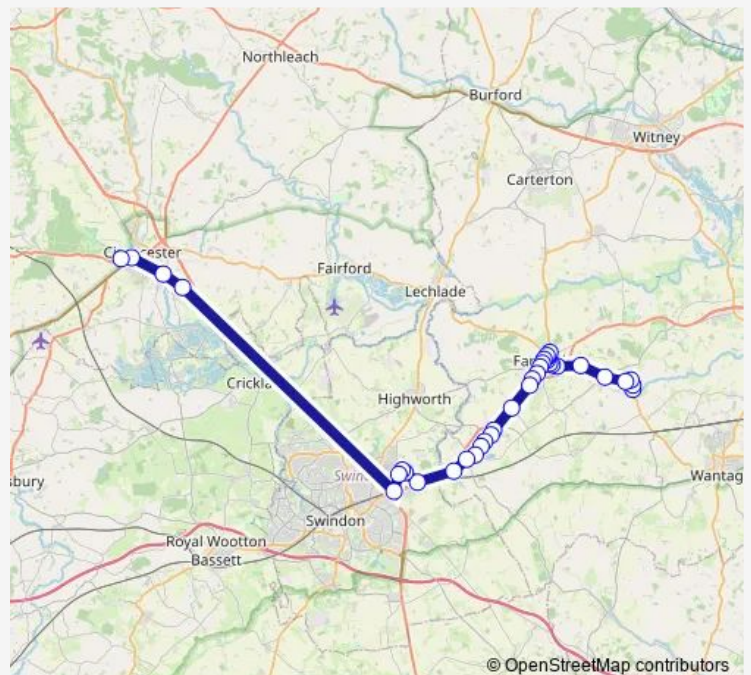 Northleach
Burford
Witney
Carterton
Fairford
Lechlade
Highworth
Wantag
sbury
Swindon
Royal Wootton
Bassett
© OpenStreetMap contributors